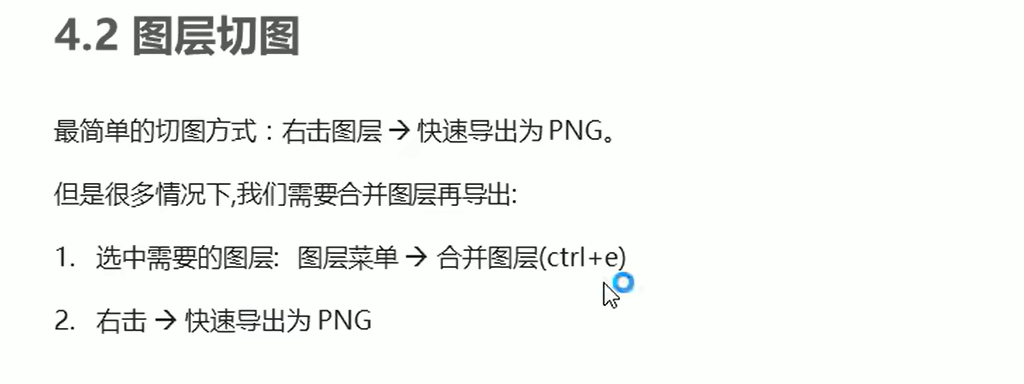 4.2 图层切图
最简单的切图方式：右击图层 → 快速导出为 PNG。
但是很多情况下,我们需要合并图层再导出:
1. 选中需要的图层: 图层菜单 → 合并图层(ctrl+e)
2. 右击 → 快速导出为 PNG